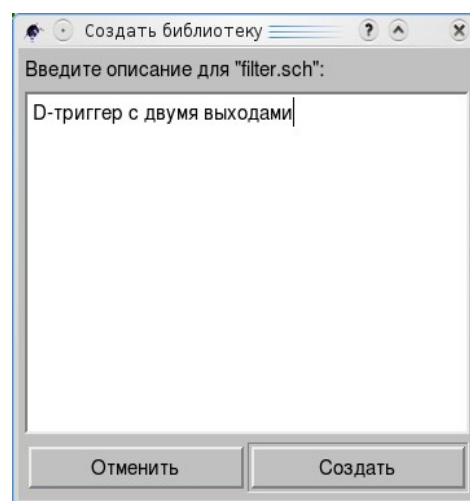 Создать библиотеку
Введите описание для "filter.sch":
D-триггер с двумя выходами
Отменить
Создать